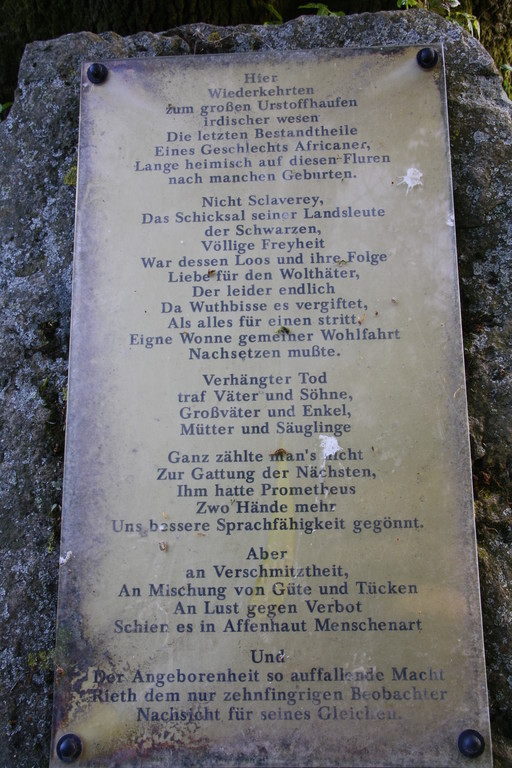 Hier
Wiederkehrten
zum großen Urstoffhaufen
irdischer wesen
Die letzten Bestandtheile
Eines Geschlechts Africaner,
Lange heimisch auf diesen Fluren
nach manchen Geburten.
Nicht Sclaverey,
Das Schicksal seiner Landsleute
der Schwarzen,
Völlige Freyheit
War dessen Loos und ihre Folge
Liebe für den Wolthäter,
Der leider endlich
Da Wuthbisse es vergiftet,
Als alles für einen stritt,
Eigne Wonne gemeiner Wohlfahrt
Nachsetzen mußte.
Verhängter Tod
traf Väter und Söhne,
Großväter und Enkel,
Mütter und Säuglinge
Ganz zählte man's nicht
Zur Gattung der Nächsten,
Ihm hatte Prometheus
Zwo Hände mehr
Uns bessere Sprachfähigkeit gegönnt.
Aber
an Verschmitztheit,
An Mischung von Güte und Tücken
An Lust gegen Verbot
Schien es in Affenhaut Menschenart
Und
Der Angeborenheit so auffallende Macht
Rieth dem nur zehnfingrigen Beobachter
Nachsicht für seines Gleichen.